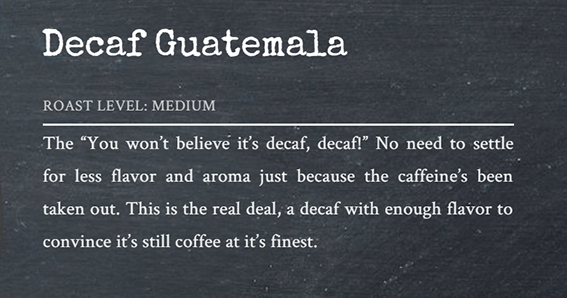 Decaf Guatemala
ROAST LEVEL: MEDIUM
The “You won’t believe it’s decaf, decaf!” No need to settle
for less flavor and aroma just because the caffeine’s been
taken out. This is the real deal, a decaf with enough flavor to
convince it’s still coffee at it’s finest.